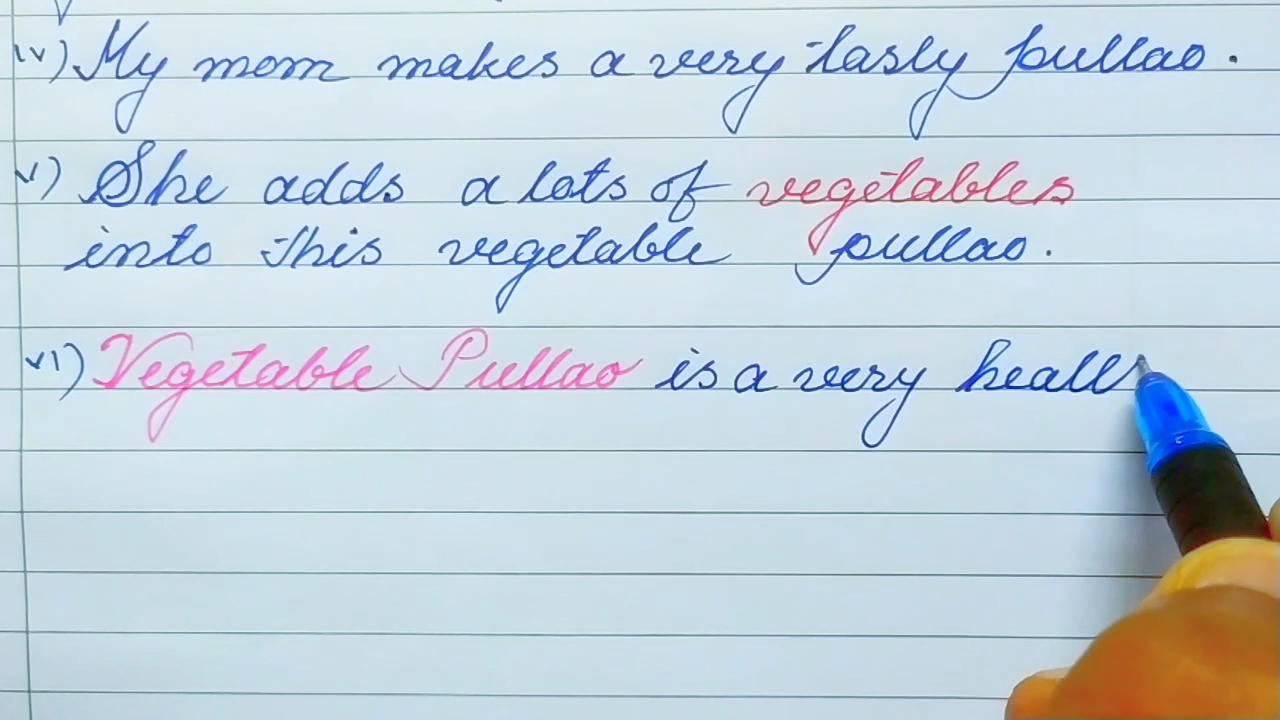 iv) My mom makes a very tasty pullao.
v) She adds a lots of vegetables
into this vegetable pullao.
vi) Vegetable Pullao is a very